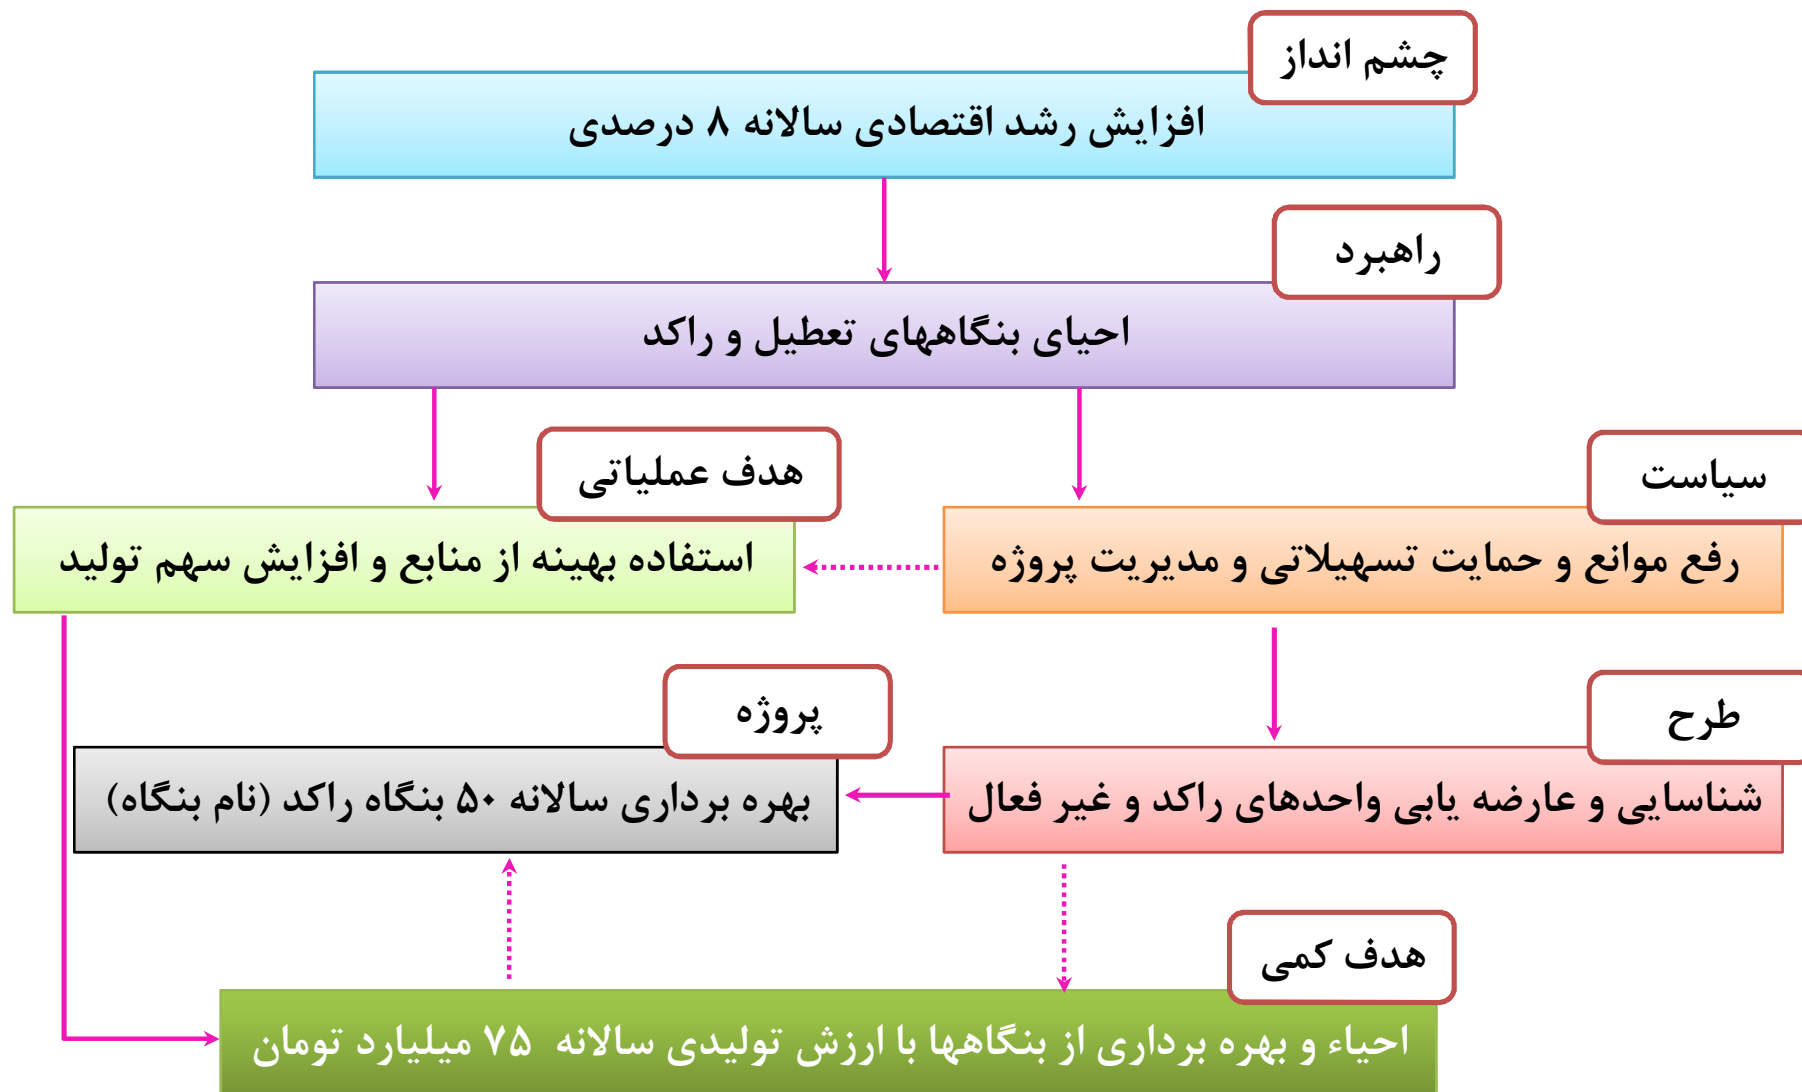 چشم انداز
افزایش رشد اقتصادی سالانه ۸ درصدی
راهبرد
احیای بنگاههای تعطیل و راکد
سیاست
رفع موانع و حمایت تسهیلاتی و مدیریت پروژه
هدف عملیاتی
استفاده بهینه از منابع و افزایش سهم تولید
طرح
شناسایی و عارضه یابی واحدهای راکد و غیر فعال
پروژه
بهره برداری سالانه ۵۰ بنگاه راکد (نام بنگاه)
هدف کمی
احیاء و بهره برداری از بنگاهها با ارزش تولیدی سالانه ۷۵ میلیارد تومان